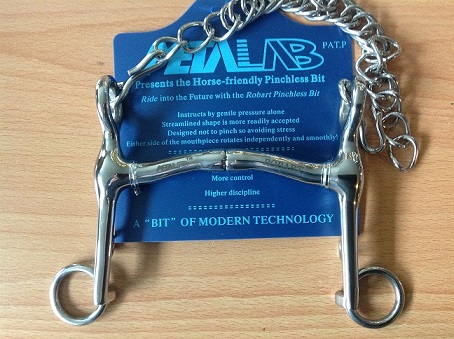 LAB PAT.P
Presents the Horse-friendly Pinchless Bit
Ride into the Future with the Robart Pinchless Bit
Instructs by gentle pressure alone
Streamlined shape is more readily accepted
Designed not to pinch so avoiding stress
Either side of the mouthpiece rotates independently and smoothly!
More control
Higher discipline
A “BIT” OF MODERN TECHNOLOGY